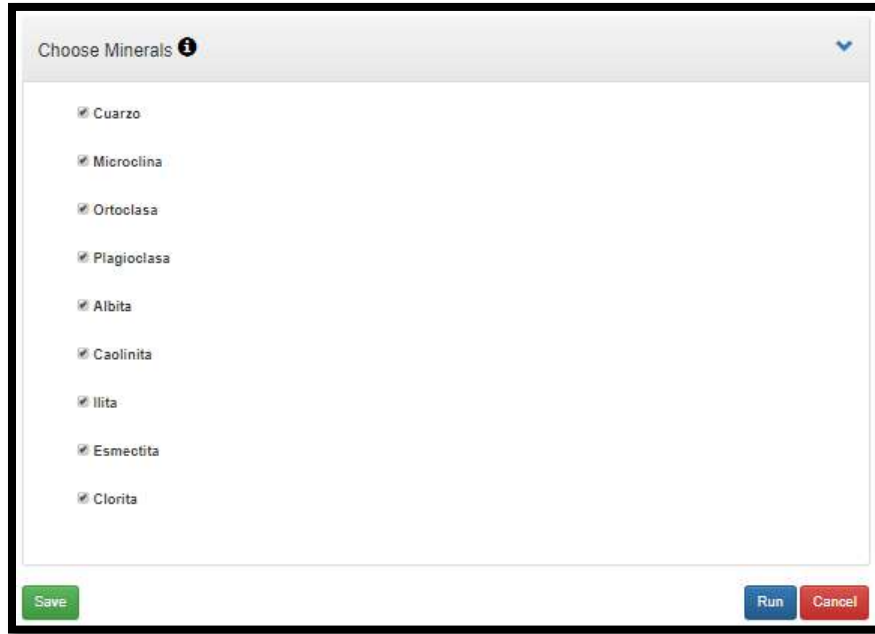 Choose Minerals
Cuarzo
Microclina
Ortoclasa
Plagioclasa
Albita
Caolinita
Ilita
Esmectita
Clorita
Save
Run
Cancel